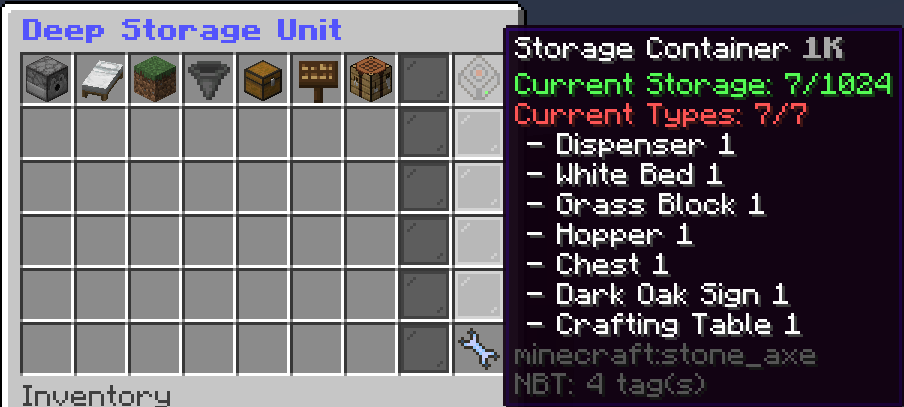 Deep Storage Unit
Storage Container 1K
Current Storage: 7/1024
Current Types: 7/7
- Dispenser 1
- White Bed 1
- Grass Block 1
- Hopper 1
- Chest 1
- Dark Oak Sign 1
- Crafting Table 1
minecraft:stone_axe
NBT: 4 tag(s)
Inventory